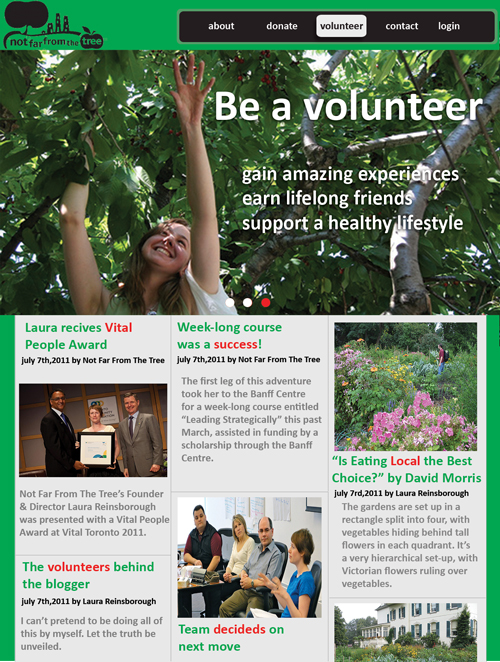 not far from the tree
about donate volunteer contact login
Be a volunteer
gain amazing experiences
earn lifelong friends
support a healthy lifestyle
Laura recives Vital
People Award
july 7th,2011 by Not Far From The Tree
Not Far From The Tree's Founder
& Director Laura Reinsborough
was presented with a Vital People
Award at Vital Toronto 2011.
The volunteers behind
the blogger
july 7th,2011 by Laura Reinsborough
I can't pretend to be doing all of
this by myself. Let the truth be
unveiled.
Week-long course
was a success!
july 7th,2011 by Not Far From The Tree
The first leg of this adventure
took her to the Banff Centre
for a week-long course entitled
"Leading Strategically" this past
March, assisted in funding by a
scholarship through the Banff
Centre.
Team decideds on
next move
"Is Eating Local the Best
Choice?" by David Morris
july 7rd,2011 by Laura Reinsborough
The gardens are set up in a
rectangle split into four, with
vegetables hiding behind tall
flowers in each quadrant. It's
a very hierarchical set-up, with
Victorian flowers ruling over
vegetables.